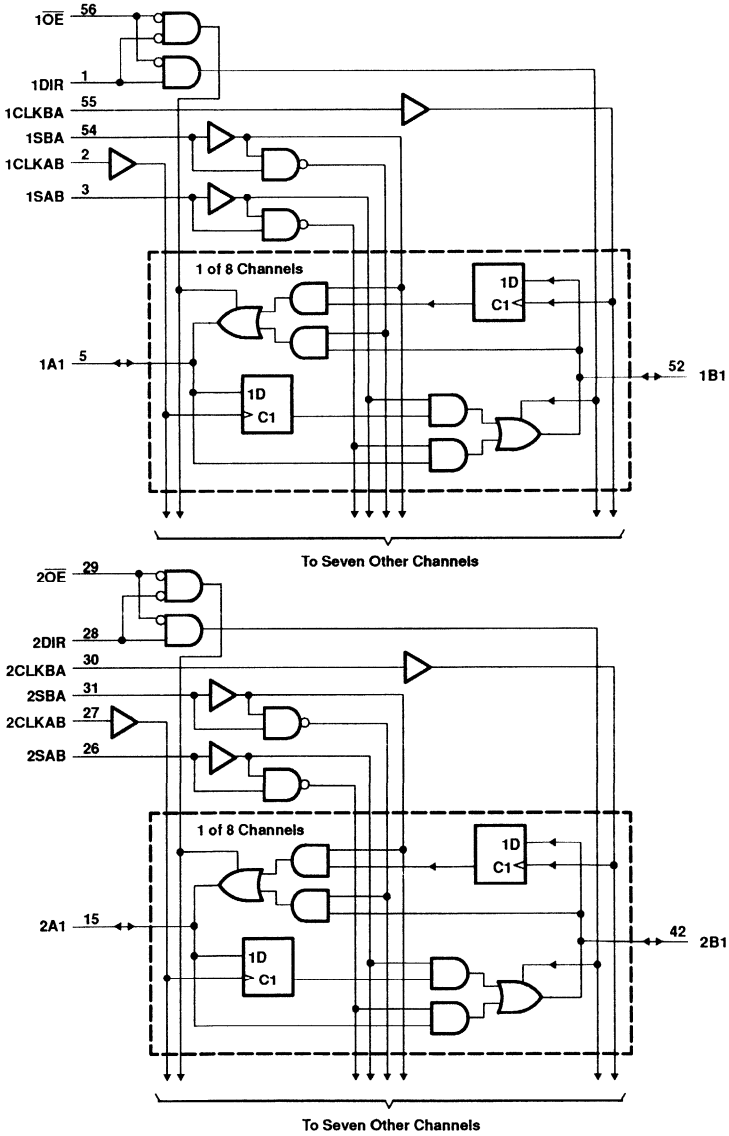 1O̅E̅ 56
1DIR 1
1CLKBA 55
1SBA 54
1CLKAB 2
1SAB 3
1 of 8 Channels
1D
C1
1A1 5
52 1B1
1D
C1
To Seven Other Channels
2O̅E̅ 29
2DIR 28
2CLKBA 30
2SBA 31
2CLKAB 27
2SAB 26
1 of 8 Channels
1D
C1
2A1 15
42 2B1
1D
C1
To Seven Other Channels